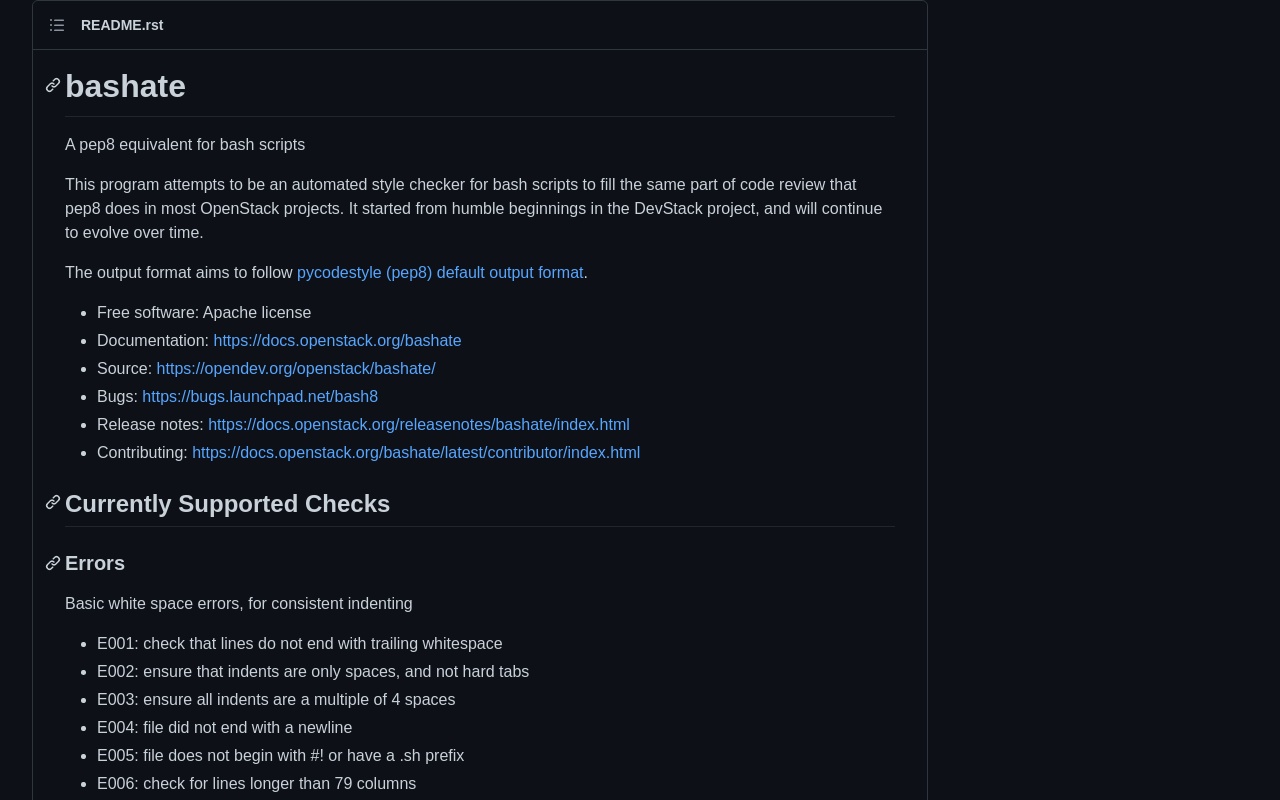 README.rst
bashate
A pep8 equivalent for bash scripts
This program attempts to be an automated style checker for bash scripts to fill the same part of code review that
pep8 does in most OpenStack projects. It started from humble beginnings in the DevStack project, and will continue
to evolve over time.
The output format aims to follow pycodestyle (pep8) default output format.
• Free software: Apache license
• Documentation: https://docs.openstack.org/bashate
• Source: https://opendev.org/openstack/bashate/
• Bugs: https://bugs.launchpad.net/bash8
• Release notes: https://docs.openstack.org/releasenotes/bashate/index.html
• Contributing: https://docs.openstack.org/bashate/latest/contributor/index.html
Currently Supported Checks
Errors
Basic white space errors, for consistent indenting
• E001: check that lines do not end with trailing whitespace
• E002: ensure that indents are only spaces, and not hard tabs
• E003: ensure all indents are a multiple of 4 spaces
• E004: file did not end with a newline
• E005: file does not begin with #! or have a .sh prefix
• E006: check for lines longer than 79 columns